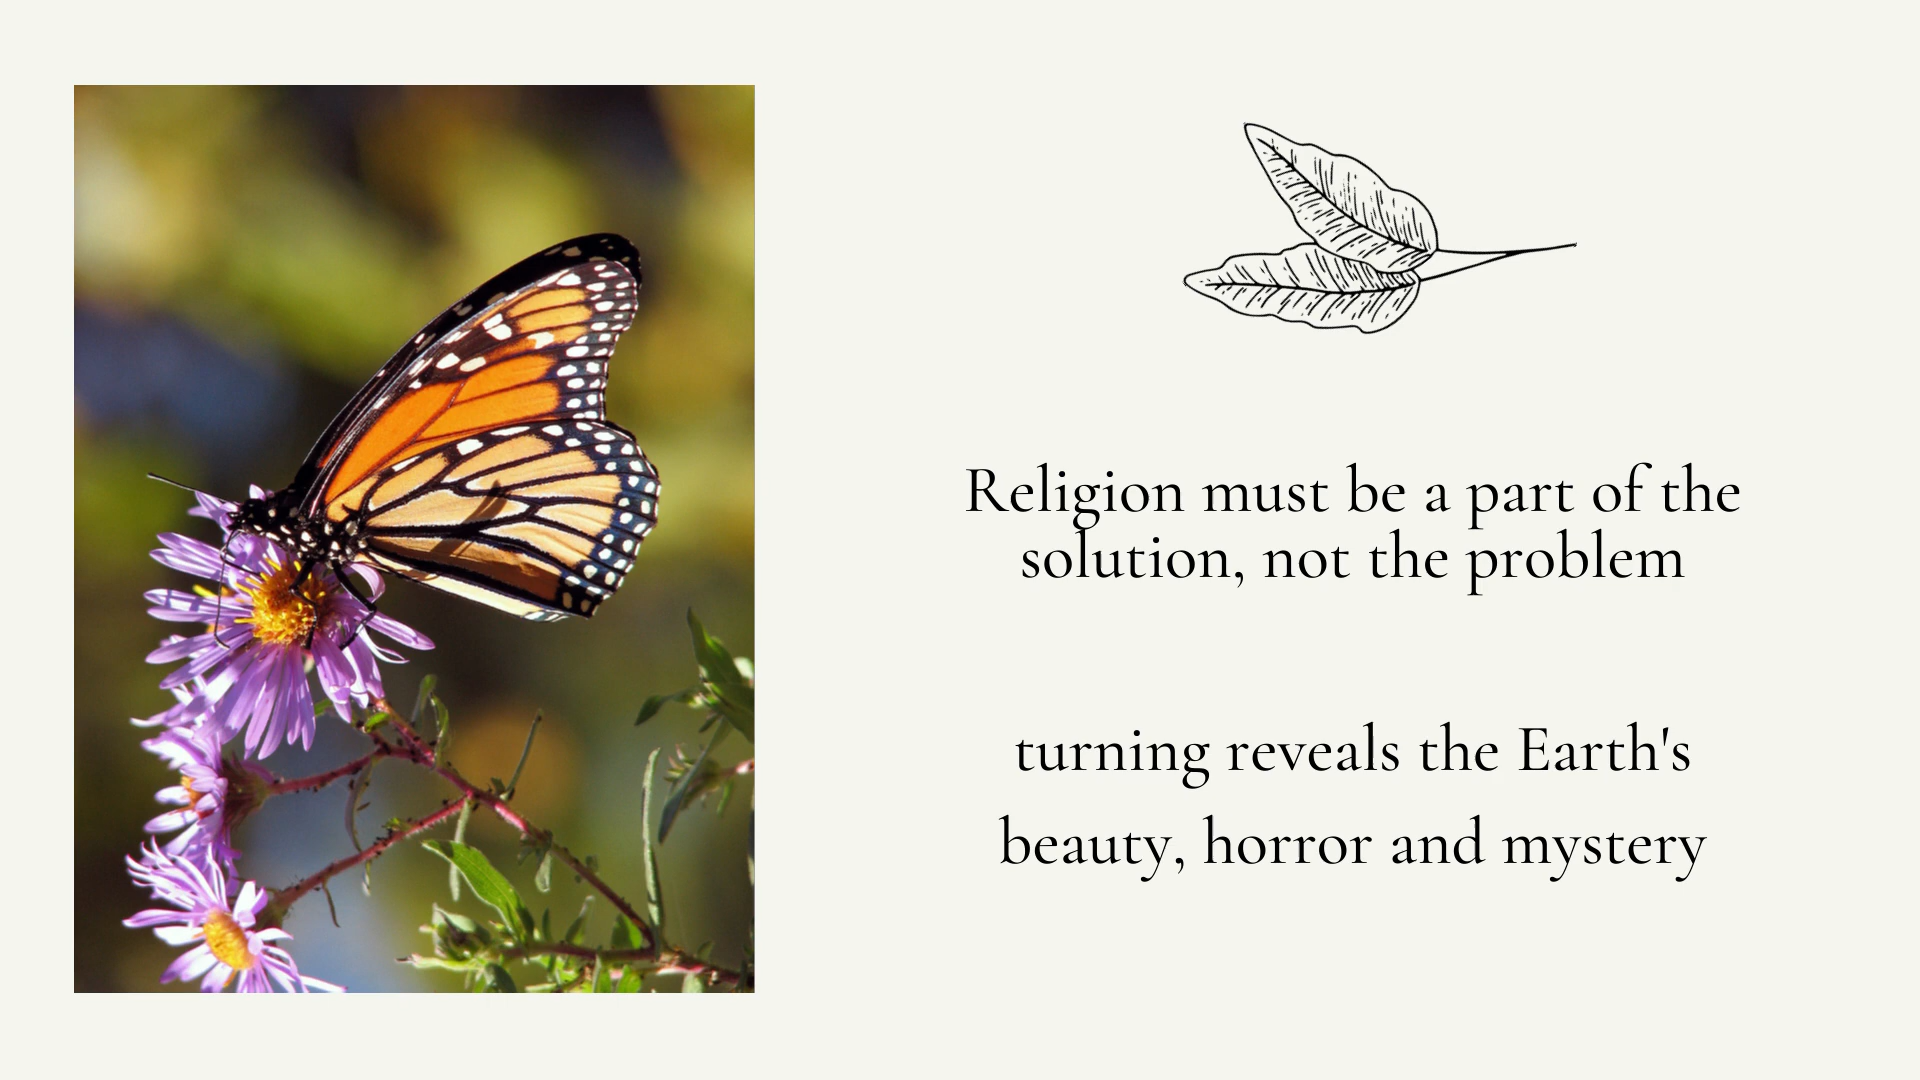 Religion must be a part of the
solution, not the problem
turning reveals the Earth's
beauty, horror and mystery